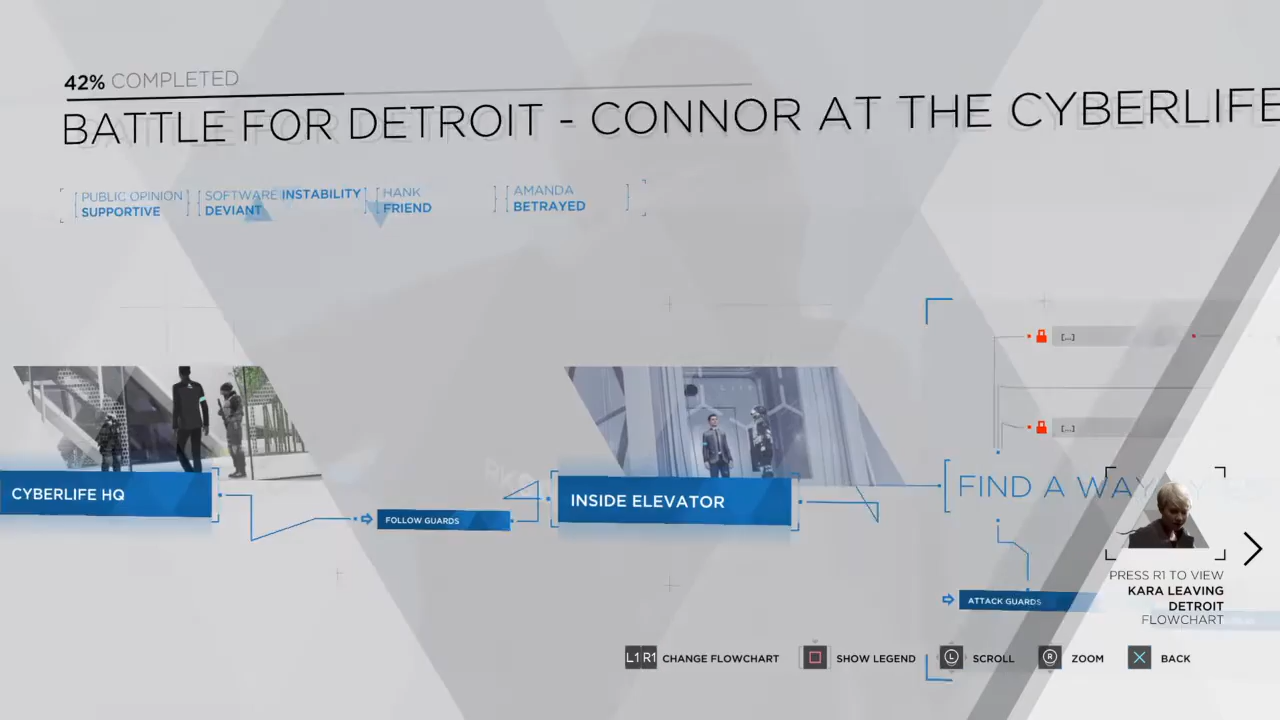 42% COMPLETED
BATTLE FOR DETROIT - CONNOR AT THE CYBERLIFE
PUBLIC OPINION
SUPPORTIVE
SOFTWARE INSTABILITY
DEVIANT
HANK
FRIEND
AMANDA
BETRAYED
[...]
[...]
CYBERLIFE HQ
FOLLOW GUARDS
INSIDE ELEVATOR
FIND A WAY
ATTACK GUARDS
PRESS R1 TO VIEW
KARA LEAVING
DETROIT
FLOWCHART
L1 R1 CHANGE FLOWCHART
SHOW LEGEND
L SCROLL
R ZOOM
BACK